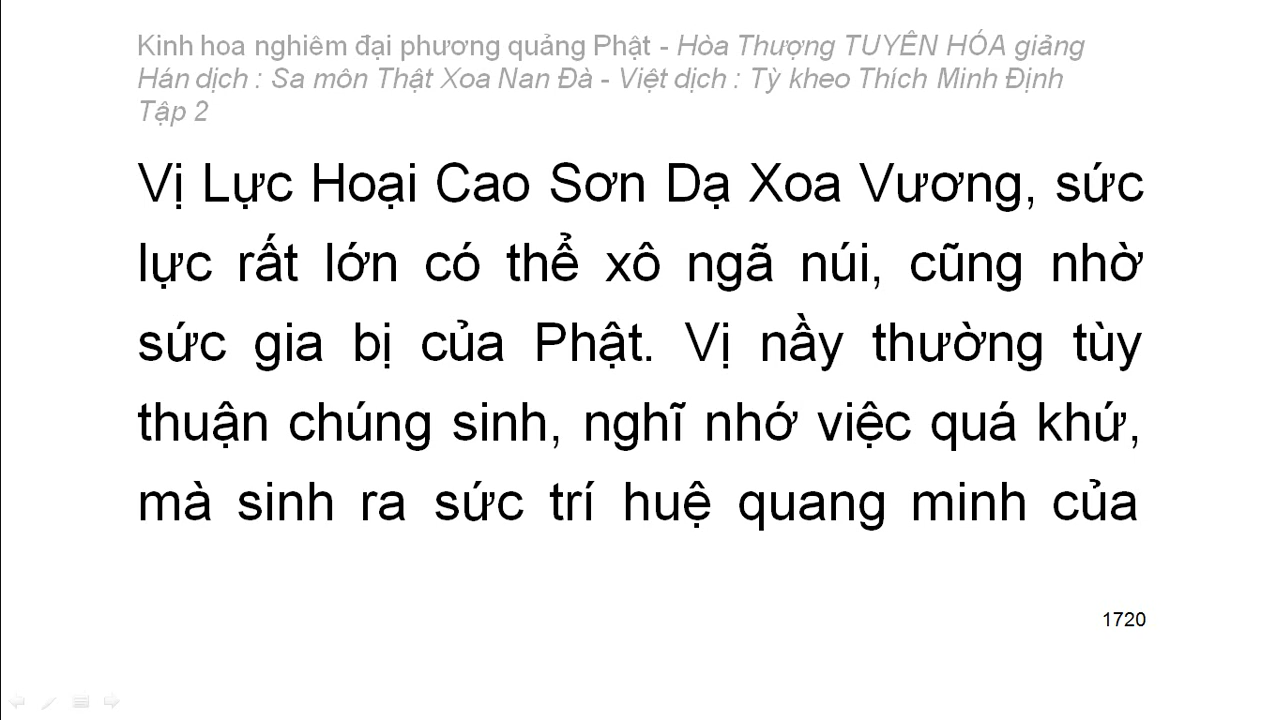 Kinh hoa nghiêm đại phương quảng Phật - Hòa Thượng TUYÊN HÓA giảng
Hán dịch : Sa môn Thật Xoa Nan Đà - Việt dịch : Tỳ kheo Thích Minh Định
Tập 2
Vị Lực Hoại Cao Sơn Dạ Xoa Vương, sức
lực rất lớn có thể xô ngã núi, cũng nhờ
sức gia bị của Phật. Vị nầy thường tùy
thuận chúng sinh, nghĩ nhớ việc quá khứ,
mà sinh ra sức trí huệ quang minh của
1720